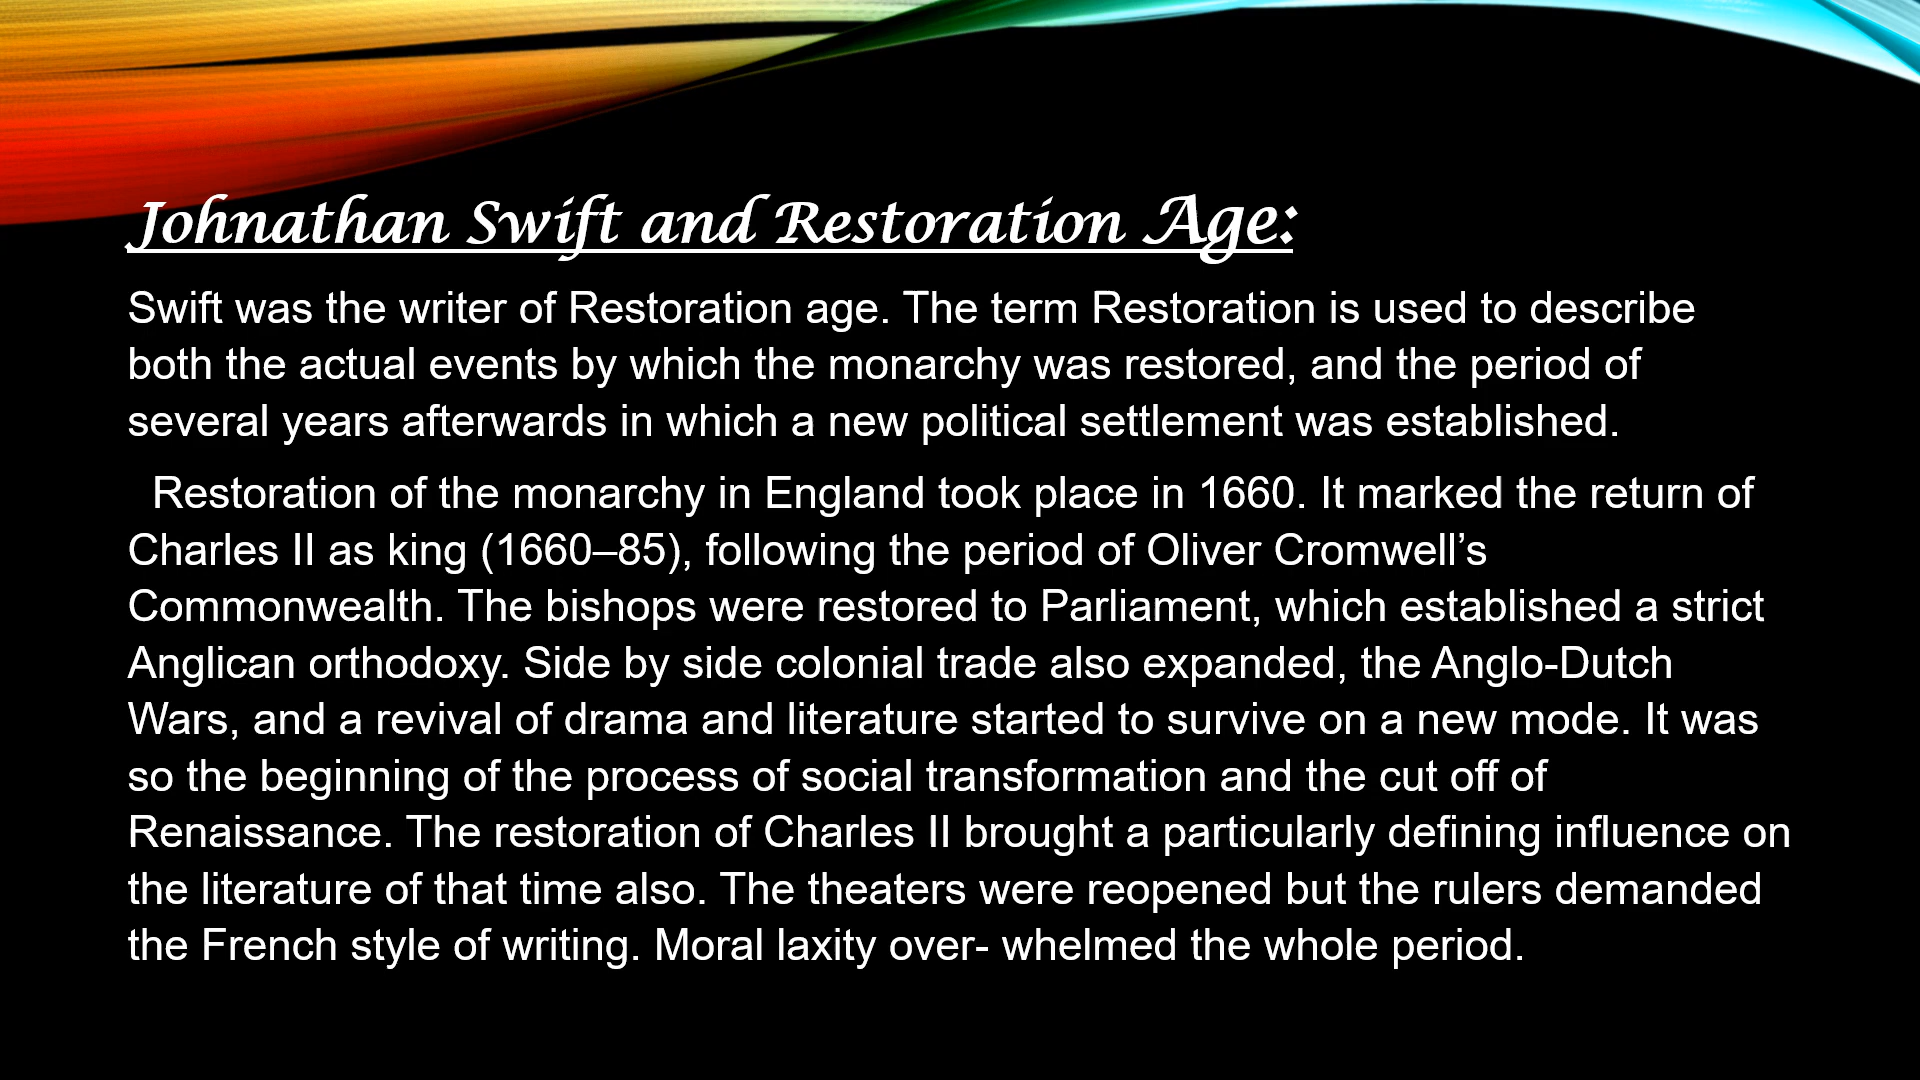 Johnathan Swift and Restoration Age:
Swift was the writer of Restoration age. The term Restoration is used to describe
both the actual events by which the monarchy was restored, and the period of
several years afterwards in which a new political settlement was established.
Restoration of the monarchy in England took place in 1660. It marked the return of
Charles II as king (1660–85), following the period of Oliver Cromwell’s
Commonwealth. The bishops were restored to Parliament, which established a strict
Anglican orthodoxy. Side by side colonial trade also expanded, the Anglo-Dutch
Wars, and a revival of drama and literature started to survive on a new mode. It was
so the beginning of the process of social transformation and the cut off of
Renaissance. The restoration of Charles II brought a particularly defining influence on
the literature of that time also. The theaters were reopened but the rulers demanded
the French style of writing. Moral laxity over- whelmed the whole period.